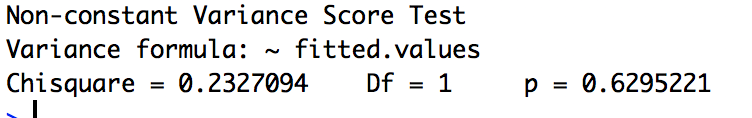 Non-constant Variance Score Test
Variance formula: ~ fitted.values
Chisquare = 0.2327094    Df = 1     p = 0.6295221
>